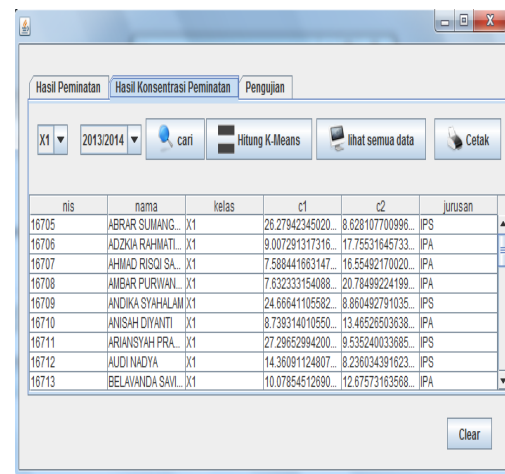 X
Hasil Peminatan Hasil Konsentrasi Peminatan Pengujian
X1 2013/2014 cari Hitung K-Means lihat semua data Cetak
nis nama kelas c1 c2 jurusan
16705 ABRAR SUMANG... X1 26.27942345020... 8.628107700996... IPS
16706 ADZKIA RAHMATI... X1 9.007291317316... 17.75531645733... IPA
16707 AHMAD RISQI SA... X1 7.588441663147... 16.55492170020... IPA
16708 AMBAR PURWAN... X1 7.632333154088... 20.78499224199... IPA
16709 ANDIKA SYAHALAM X1 24.66641105582... 8.860492791035... IPS
16710 ANISAH DIYANTI X1 8.739314010550... 13.46526503638... IPA
16711 ARIANSYAH PRA... X1 27.29652994200... 9.535240033685... IPS
16712 AUDI NADYA X1 14.36091124807... 8.236034391623... IPS
16713 BELAVANDA SAVI... X1 10.07854512690... 12.67573163568... IPA
Clear